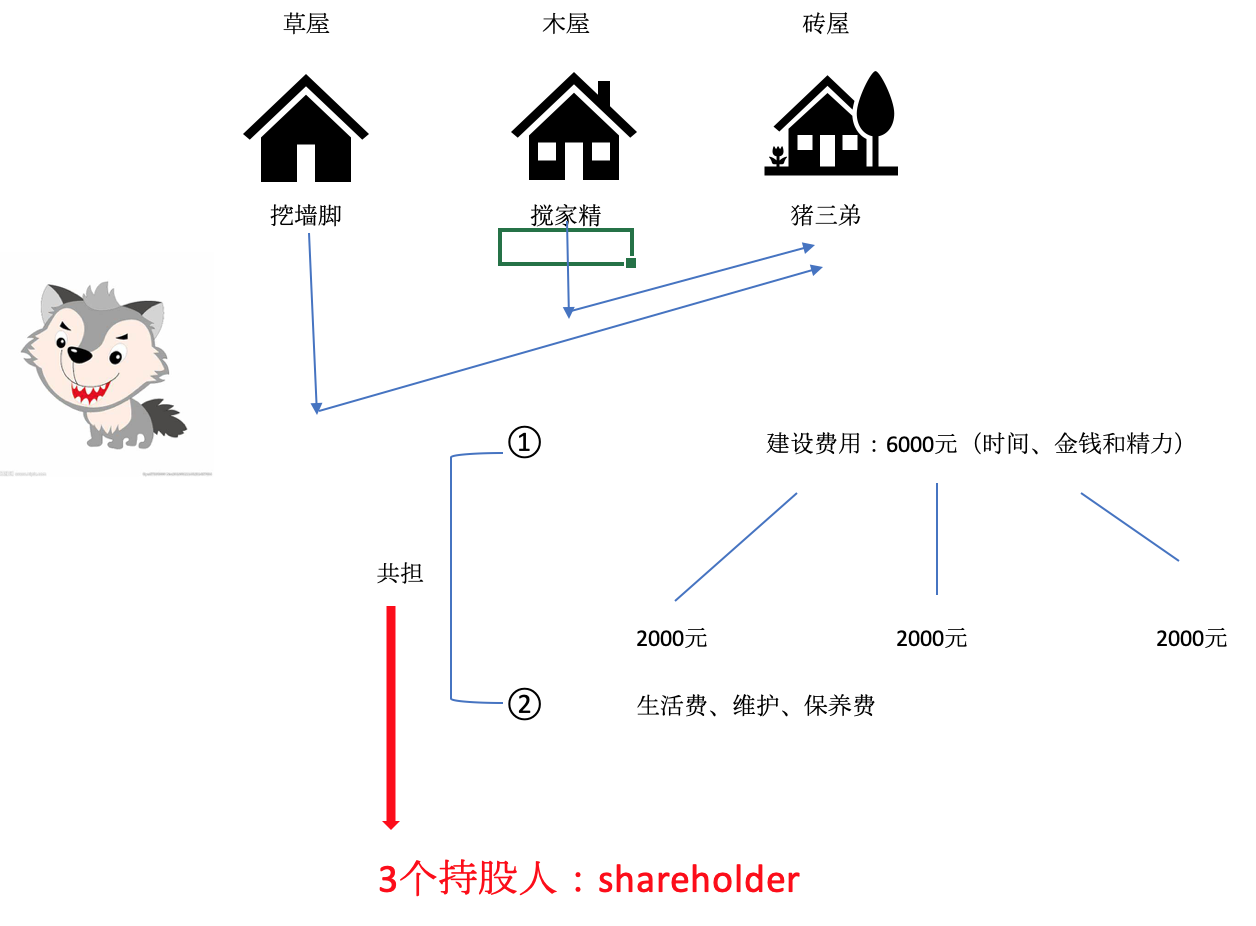 草屋 木屋 砖屋
挖墙脚 搅家精 猪三弟
① 建设费用：6000元（时间、金钱和精力）
共担
2000元 2000元 2000元
② 生活费、维护、保养费
3个持股人：shareholder